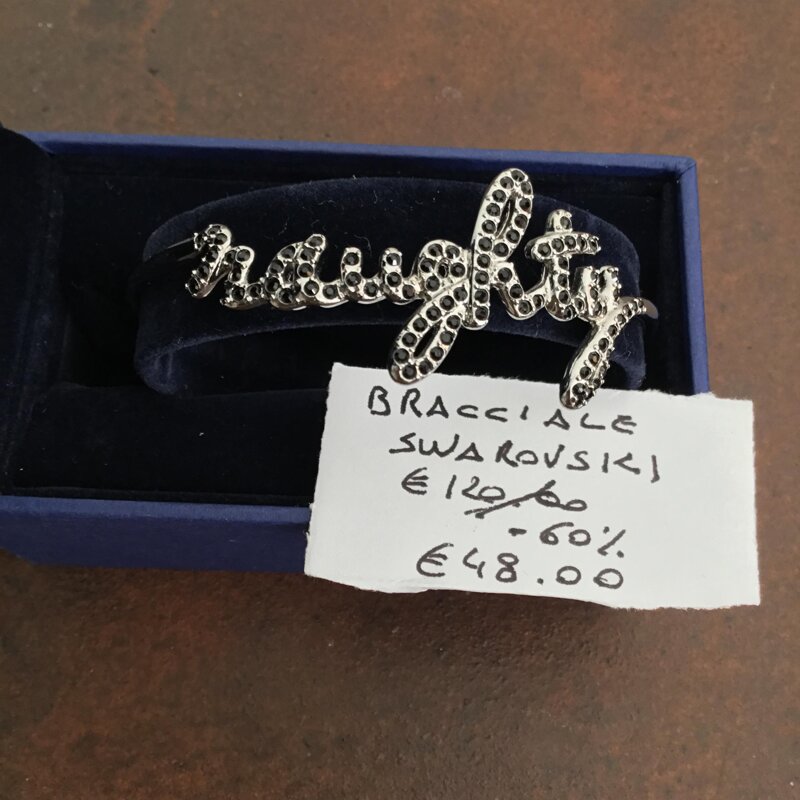 naughty
BRACCIALE
SWAROVSKI
€ 120.00
-60%
€48.00